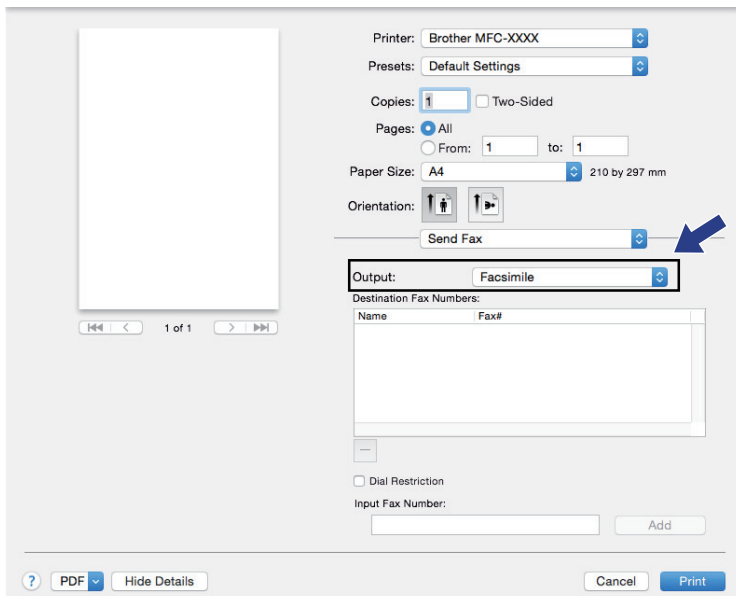 Printer: Brother MFC-XXXX
Presets: Default Settings
Copies: 1 Two-Sided
Pages: All
From: 1 to: 1
Paper Size: A4 210 by 297 mm
Orientation:
Send Fax
Output: Facsimile
Destination Fax Numbers:
Name Fax#
1 of 1
Dial Restriction
Input Fax Number:
Add
? PDF Hide Details Cancel Print